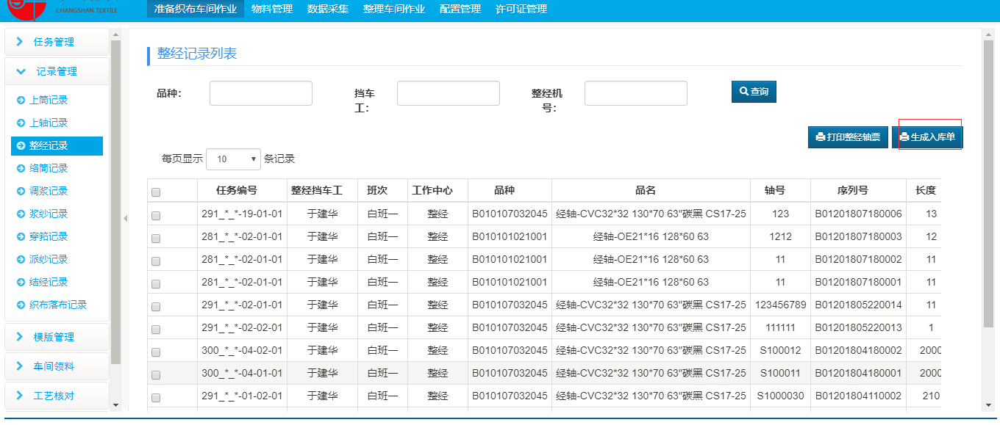 CHANGSHAN TEXTILE
准备织布车间作业 物料管理 数据采集 整理车间作业 配置管理 许可证管理
任务管理
记录管理
上筒记录
上轴记录
整经记录
络筒记录
调浆记录
浆纱记录
穿筘记录
派纱记录
结经记录
织布落布记录
模版管理
车间领料
工艺核对
整经记录列表
品种：
挡车工：
整经机号：
查询
打印整经轴票 生成入库单
每页显示 10 条记录
任务编号 整经挡车工 班次 工作中心 品种 品名 轴号 序列号 长度
291_*_*-19-01-01 于建华 白班一 整经 B010107032045 经轴-CVC32*32 130*70 63"碳黑 CS17-25 123 B01201807180006 13
281_*_*-02-01-01 于建华 白班一 整经 B010101021001 经轴-OE21*16 128*60 63 1212 B01201807180003 12
281_*_*-02-01-01 于建华 白班一 整经 B010101021001 经轴-OE21*16 128*60 63 11 B01201807180002 11
281_*_*-02-01-01 于建华 白班一 整经 B010101021001 经轴-OE21*16 128*60 63 11 B01201807180001 11
291_*_*-02-01-01 于建华 白班一 整经 B010107032045 经轴-CVC32*32 130*70 63"碳黑 CS17-25 123456789 B01201805220014 11
291_*_*-02-02-01 于建华 白班一 整经 B010107032045 经轴-CVC32*32 130*70 63"碳黑 CS17-25 111111 B01201805220013 1
300_*_*-04-02-01 于建华 白班一 整经 B010107032045 经轴-CVC32*32 130*70 63"碳黑 CS17-25 S100012 B01201804180002 2000
300_*_*-04-01-01 于建华 白班一 整经 B010107032045 经轴-CVC32*32 130*70 63"碳黑 CS17-25 S100011 B01201804180001 2000
291_*_*-01-02-01 于建华 白班一 整经 B010107032045 经轴-CVC32*32 130*70 63"碳黑 CS17-25 S1000030 B01201804110002 210